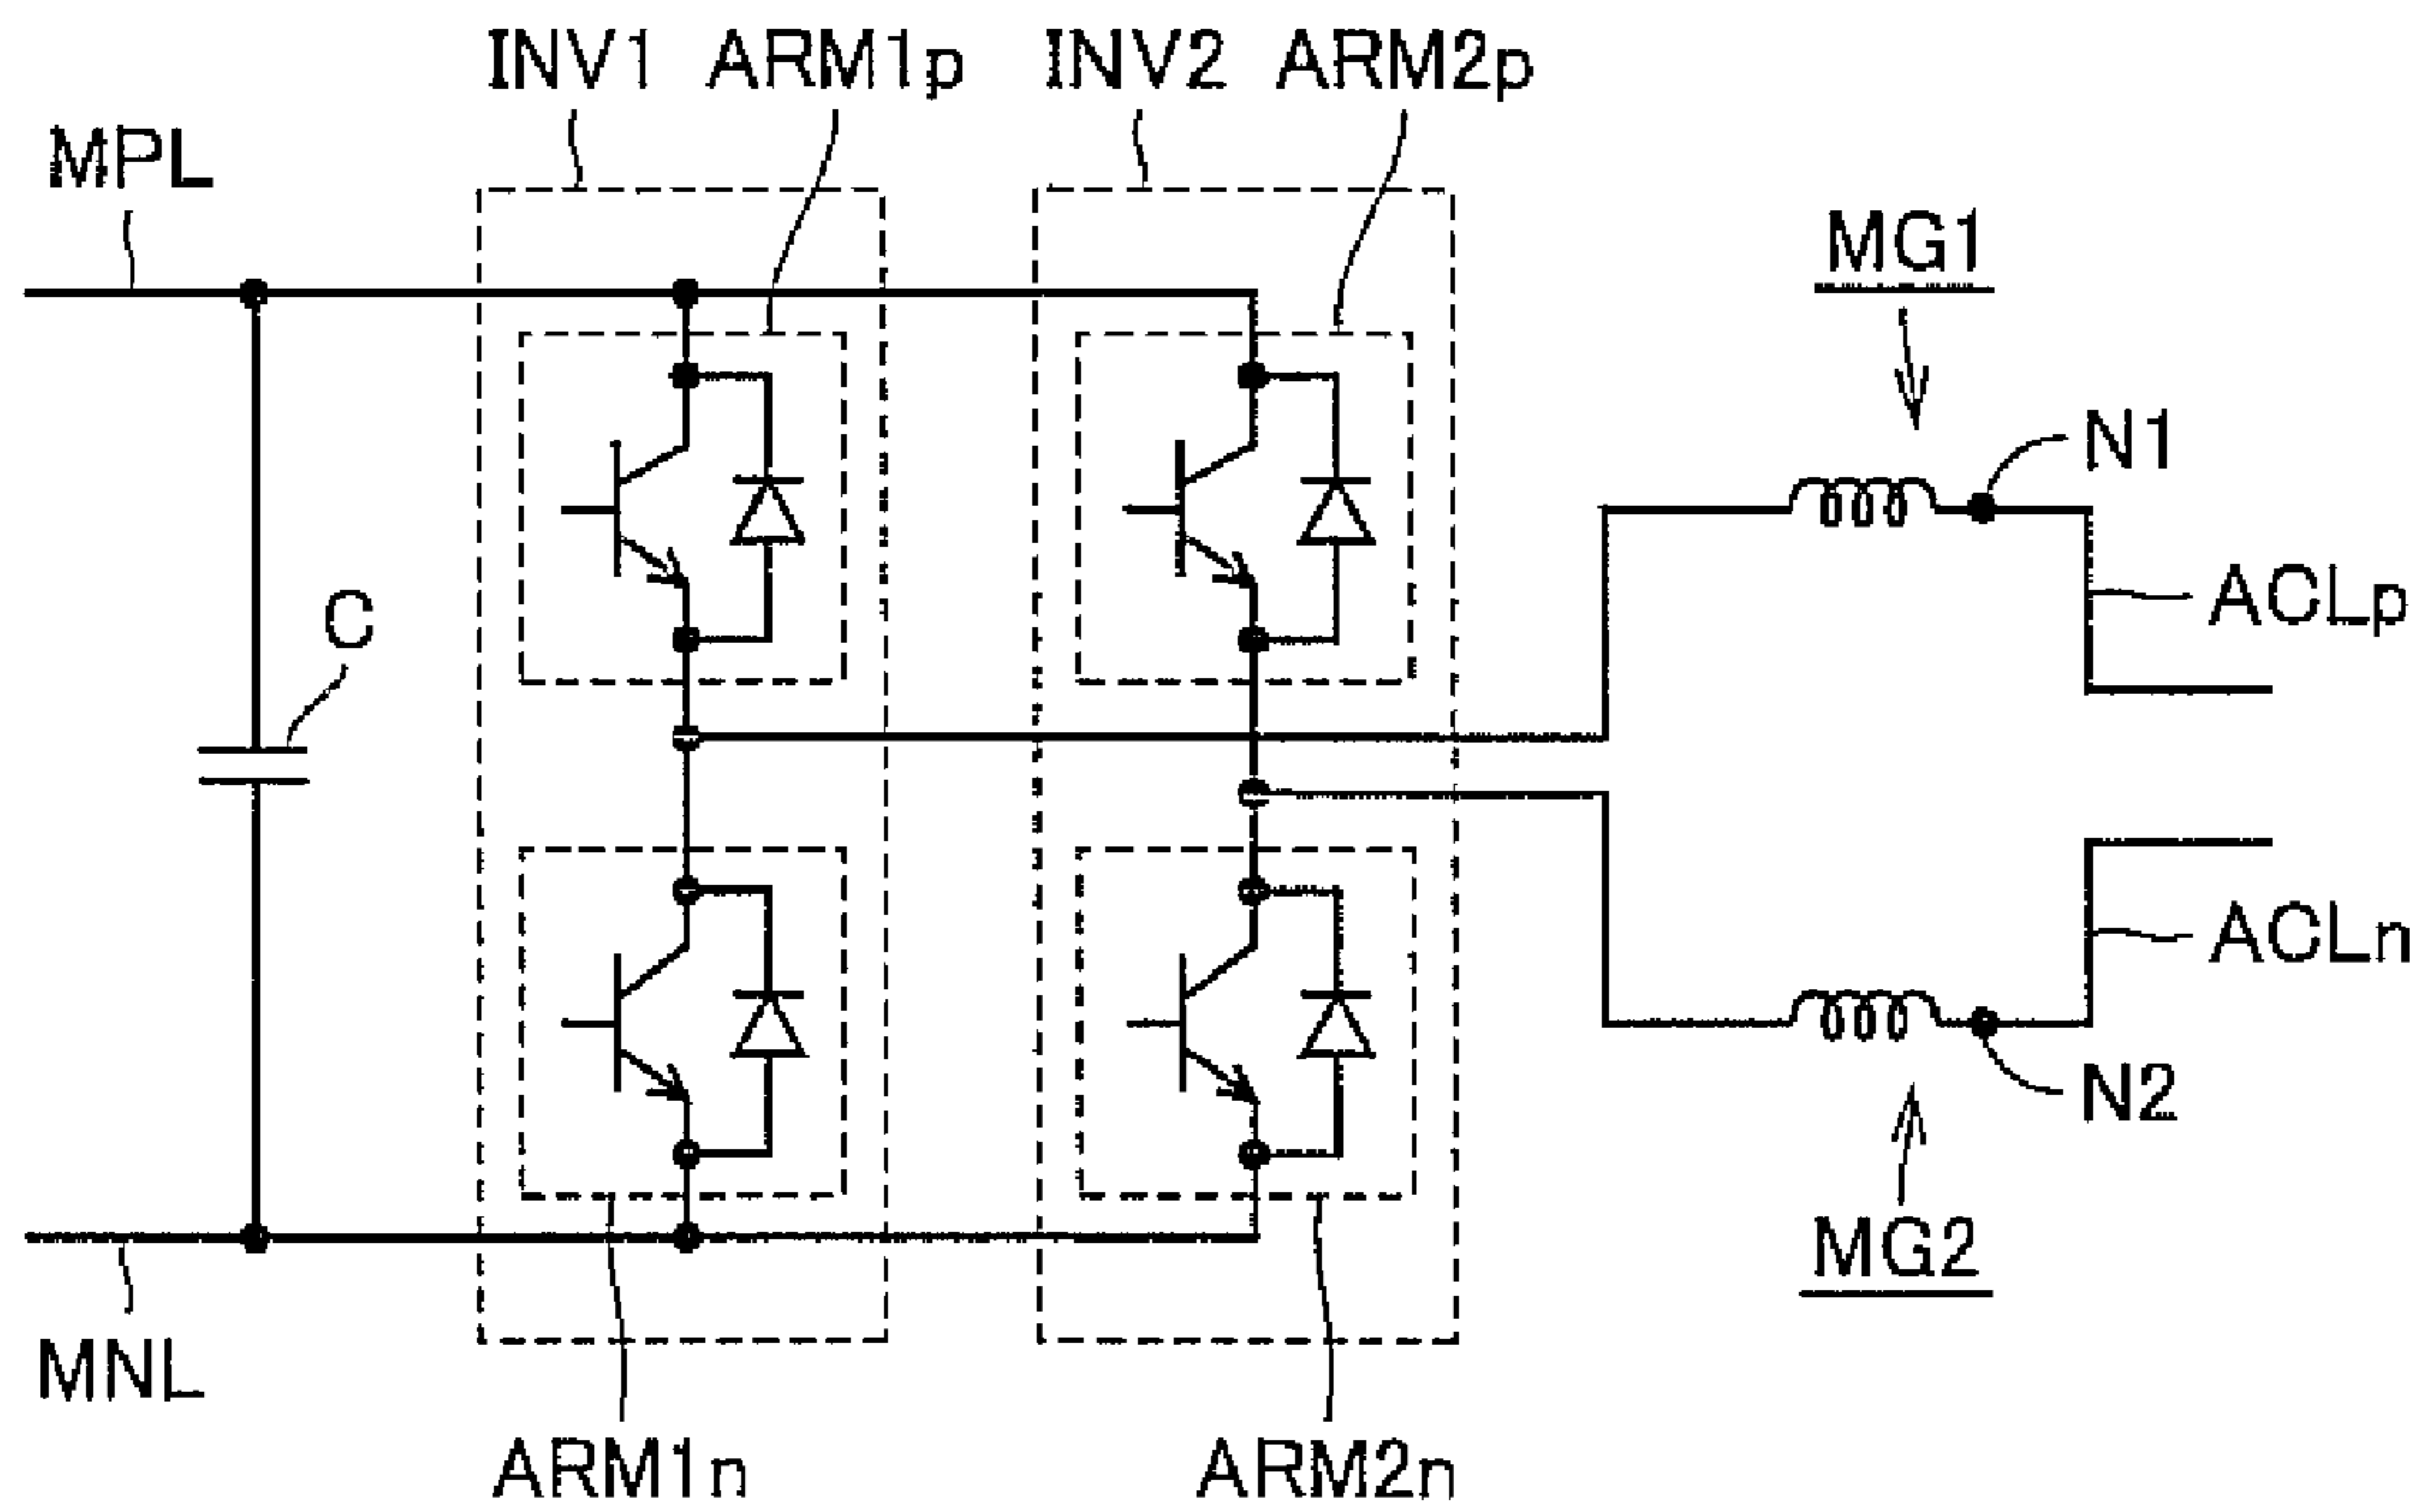 INV1 ARM1p INV2 ARM2p
MPL
MG1
N1
C
ACLp
ACLn
N2
MG2
MNL
ARM1n ARM2n